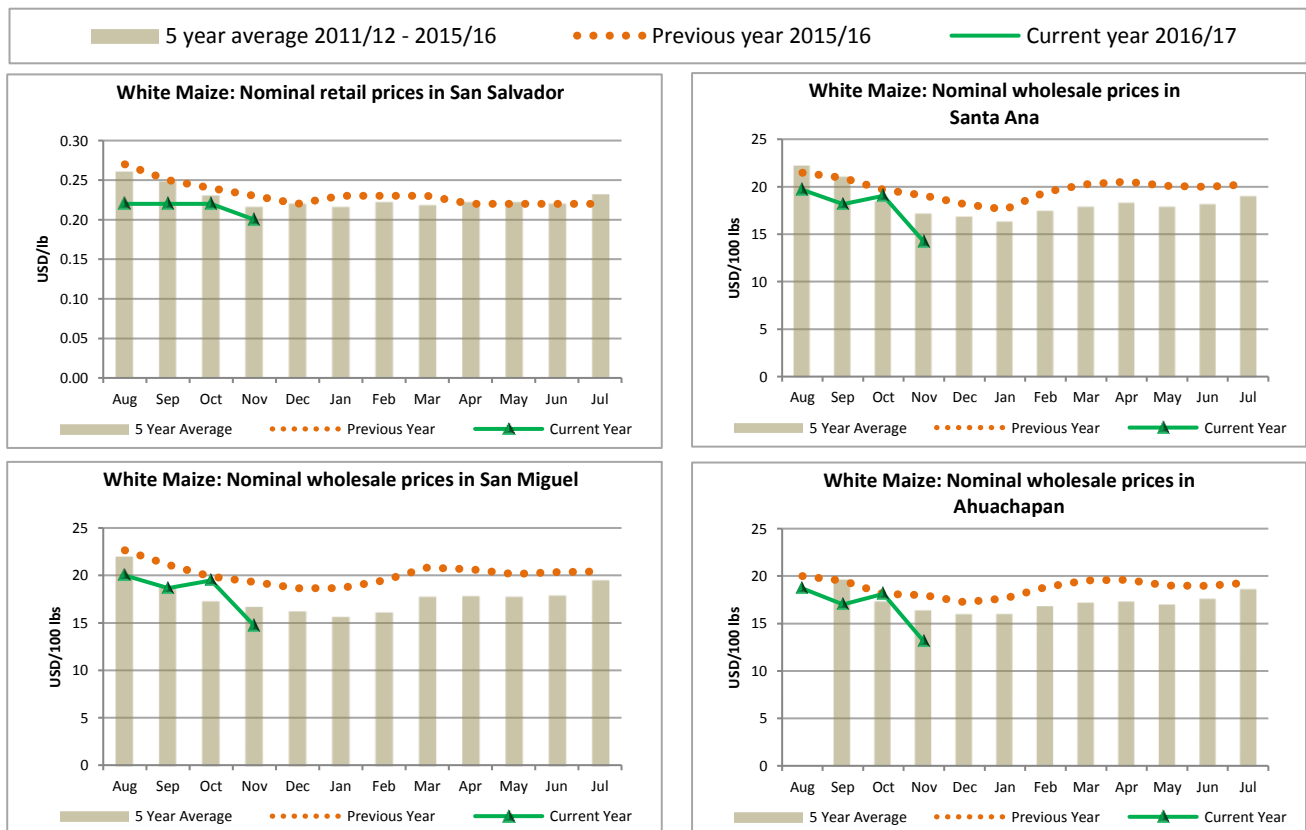 5 year average 2011/12 - 2015/16 Previous year 2015/16 Current year 2016/17
White Maize: Nominal retail prices in San Salvador
USD/lb
0.30
0.25
0.20
0.15
0.10
0.05
0.00
Aug Sep Oct Nov Dec Jan Feb Mar Apr May Jun Jul
5 Year Average Previous Year Current Year
White Maize: Nominal wholesale prices in
Santa Ana
USD/100 lbs
25
20
15
10
5
0
Aug Sep Oct Nov Dec Jan Feb Mar Apr May Jun Jul
5 Year Average Previous Year Current Year
White Maize: Nominal wholesale prices in San Miguel
USD/100 lbs
25
20
15
10
5
0
Aug Sep Oct Nov Dec Jan Feb Mar Apr May Jun Jul
5 Year Average Previous Year Current Year
White Maize: Nominal wholesale prices in
Ahuachapan
USD/100 lbs
25
20
15
10
5
0
Aug Sep Oct Nov Dec Jan Feb Mar Apr May Jun Jul
5 Year Average Previous Year Current Year